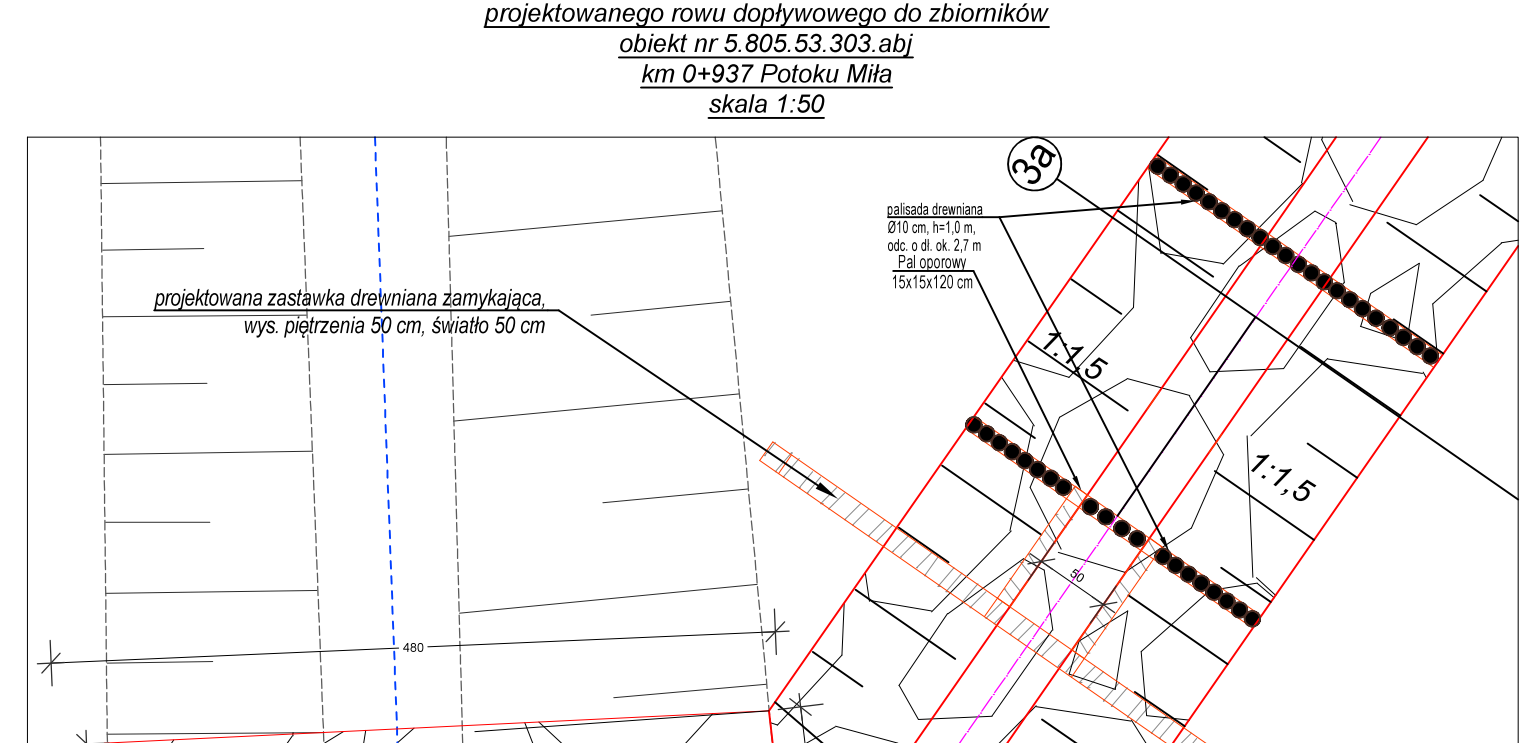 projektowanego rowu dopływowego do zbiorników
obiekt nr 5.805.53.303.abj
km 0+937 Potoku Miła
skala 1:50
3a
palisada drewniana
Ø10 cm, h=1,0 m,
odc. o dł. ok. 2,7 m
Pal oporowy
15x15x120 cm
projektowana zastawka drewniana zamykająca,
wys. piętrzenia 50 cm, światło 50 cm
1:1,5
1:1,5
50
480